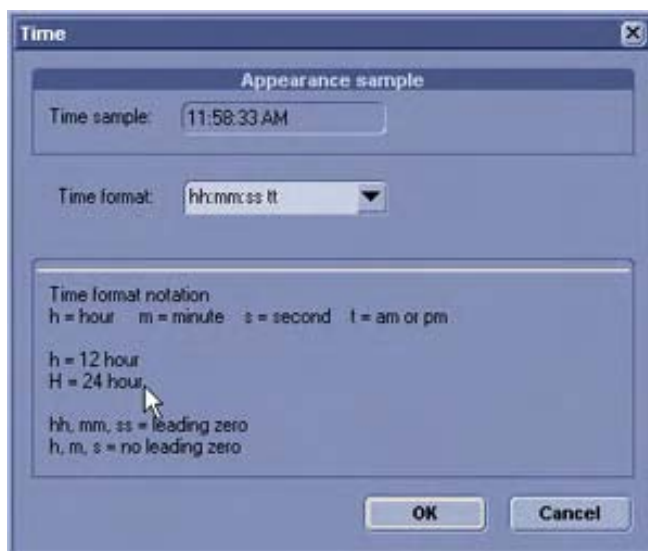 Time
Appearance sample
Time sample: 11:58:33 AM
Time format: hh:mm:ss tt
Time format notation
h = hour m = minute s = second t = am or pm
h = 12 hour
H = 24 hour
hh, mm, ss = leading zero
h, m, s = no leading zero
OK Cancel